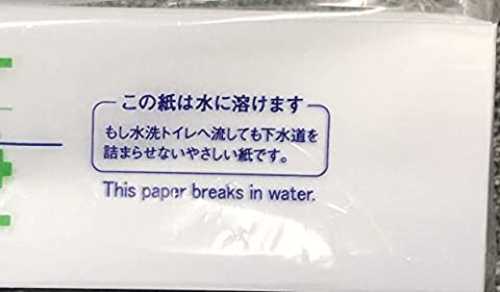 この紙は水に溶けます
もし水洗トイレへ流しても下水道を
詰まらせないやさしい紙です。
This paper breaks in water.